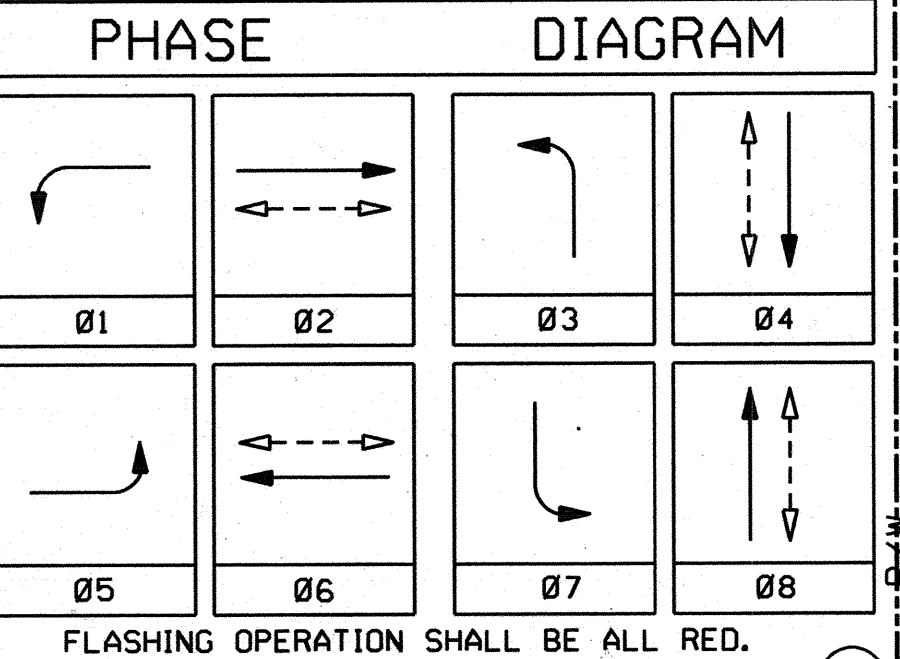 PHASE DIAGRAM
Ø1 Ø2 Ø3 Ø4
Ø5 Ø6 Ø7 Ø8
FLASHING OPERATION SHALL BE ALL RED.